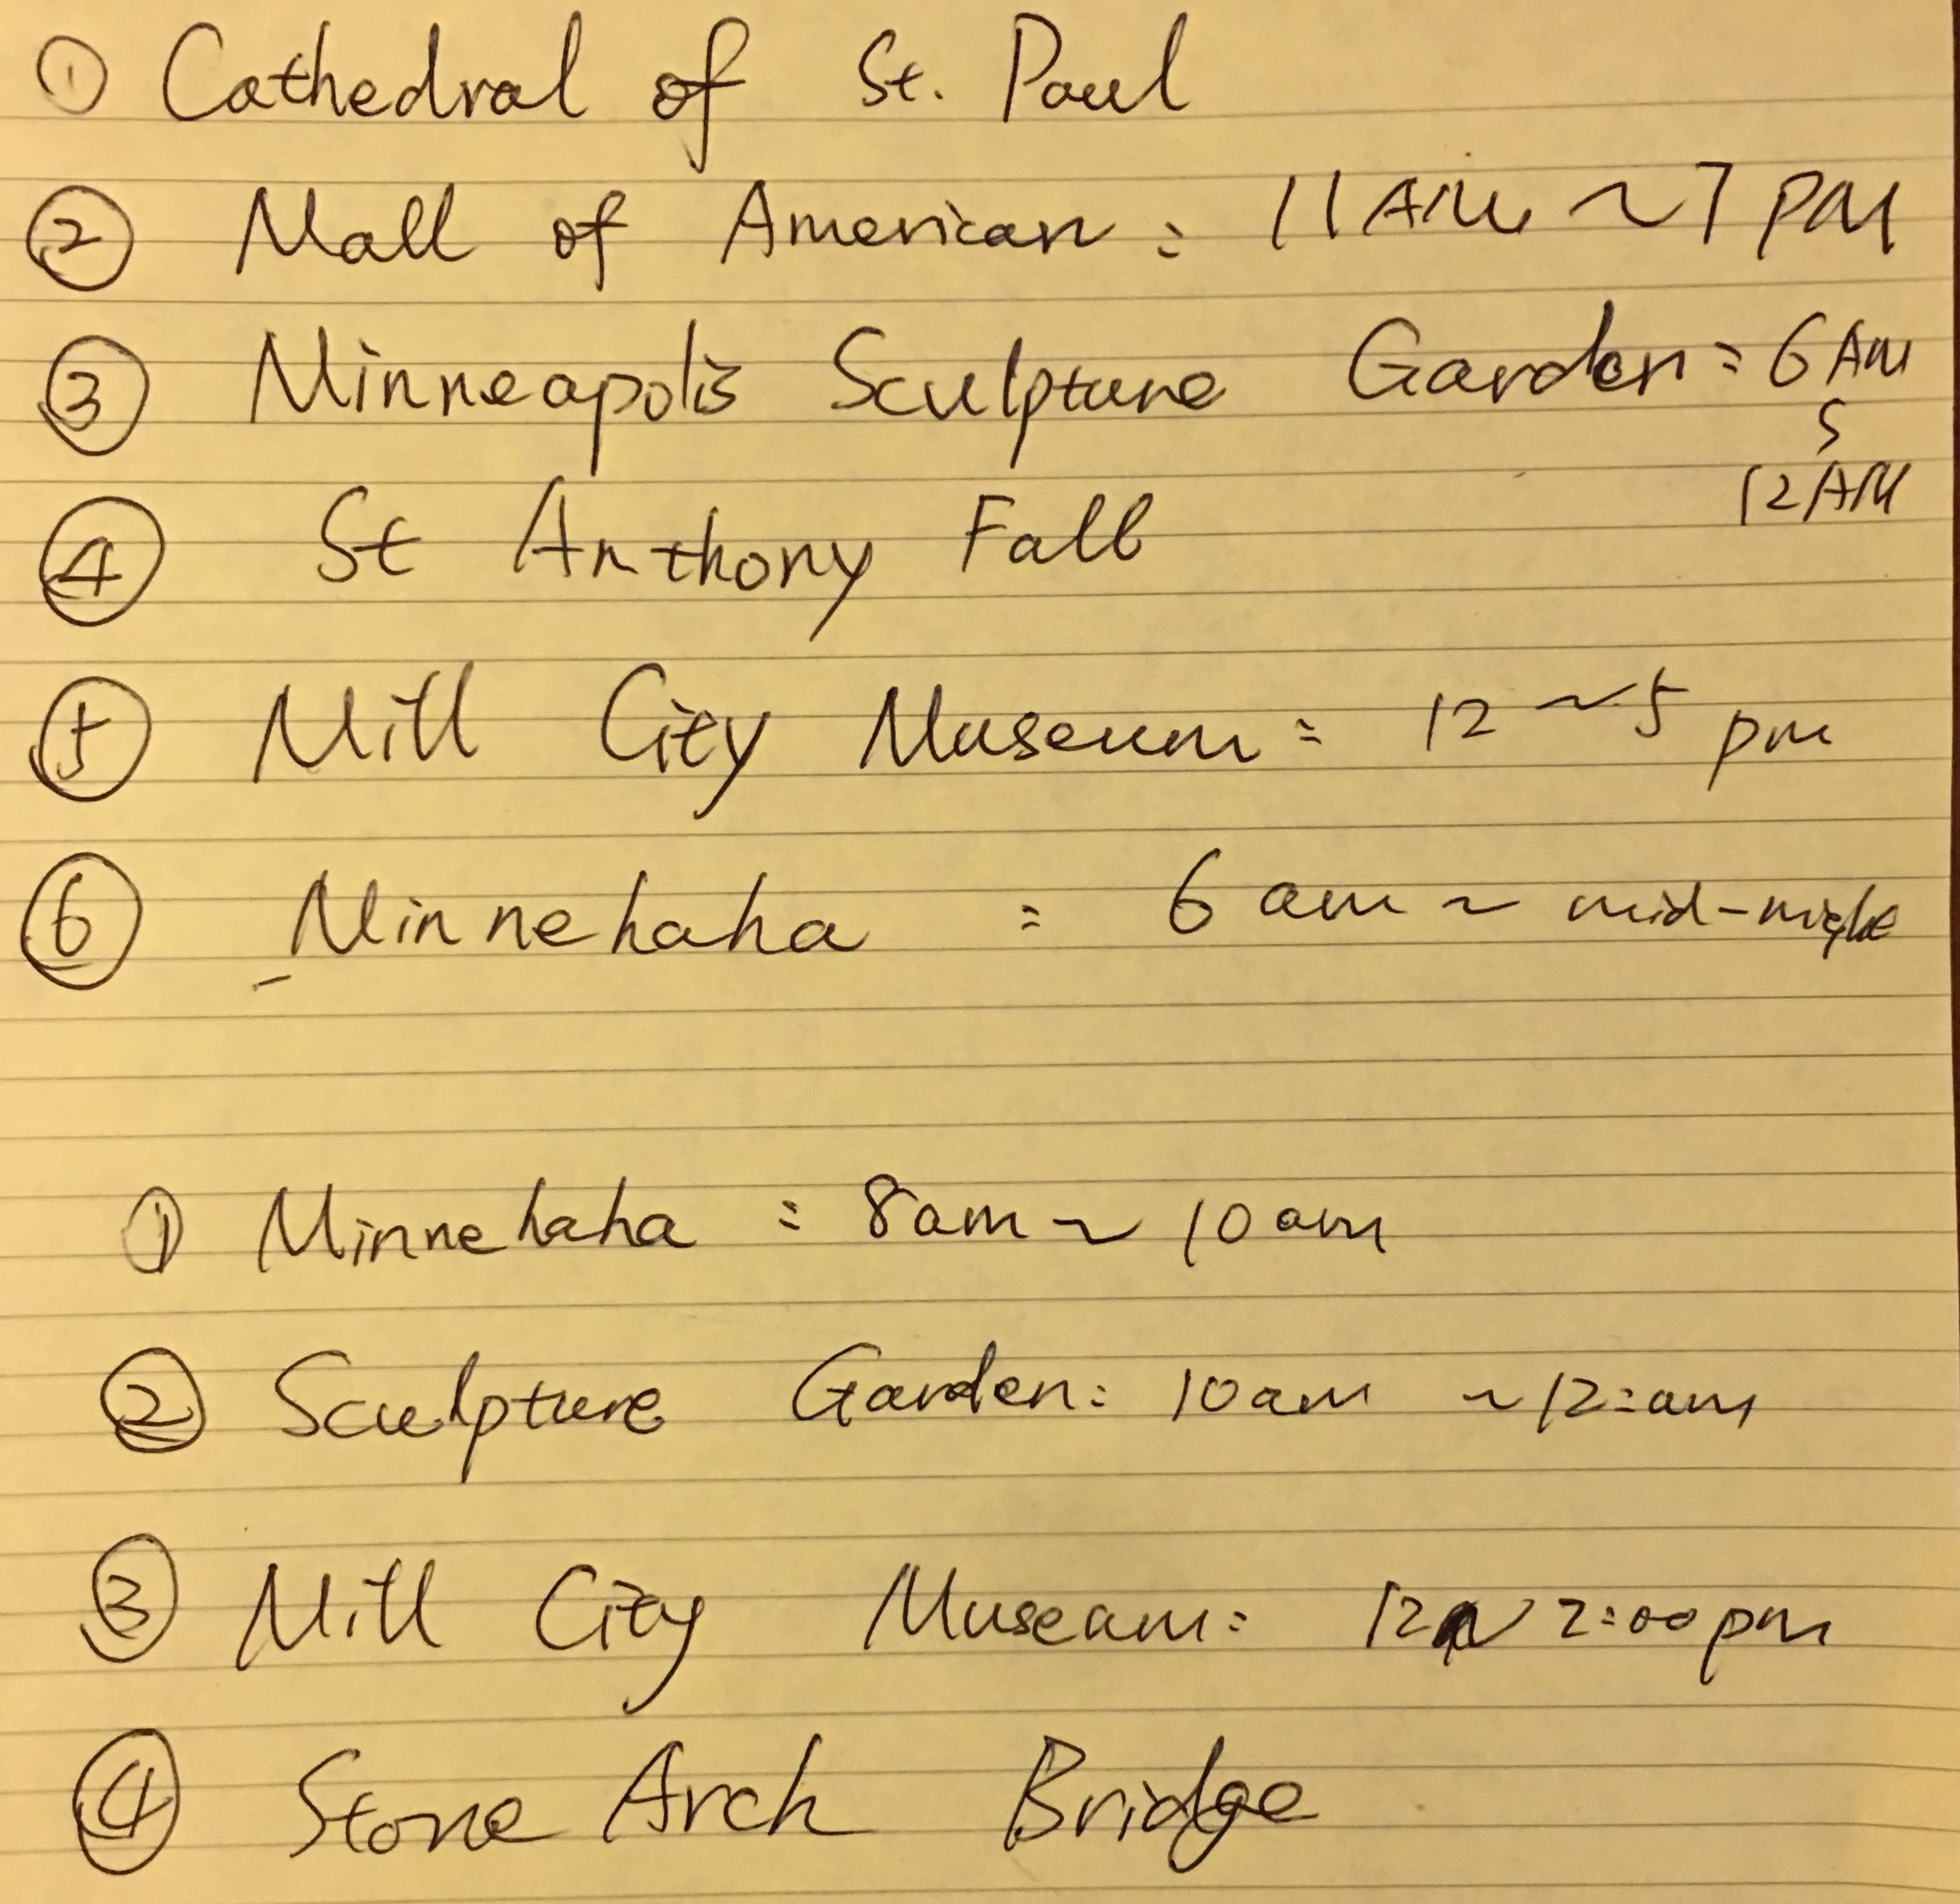 ① Cathedral of St. Paul
② Mall of American : 11 AM ~ 7 PM
③ Minneapolis Sculpture Garden : 6 AM
~
12 AM
④ St Anthony Fall
⑤ Mill City Museum : 12 ~ 5 pm
⑥ Minnehaha : 6 am ~ mid-night
① Minnehaha : 8am ~ 10 am
② Sculpture Garden: 10am ~ 12:am
③ Mill City Museum: 12 ~ 2:00 pm
④ Stone Arch Bridge